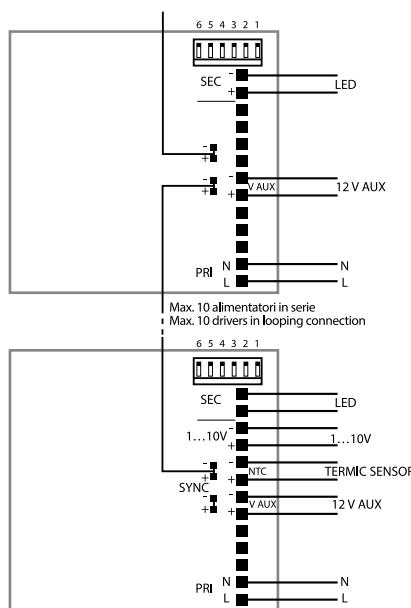 6 5 4 3 2 1
-
SEC
+
LED
-
+
-
+
-
V AUX
+
12 V AUX
N
PRI
L
N
L
Max. 10 alimentatori in serie
Max. 10 drivers in looping connection
6 5 4 3 2 1
SEC
LED
-
1...10V
+
1...10V
-
+
SYNC
-
NTC
+
TERMIC SENSOR
-
+
-
V AUX
+
12 V AUX
N
PRI
L
N
L